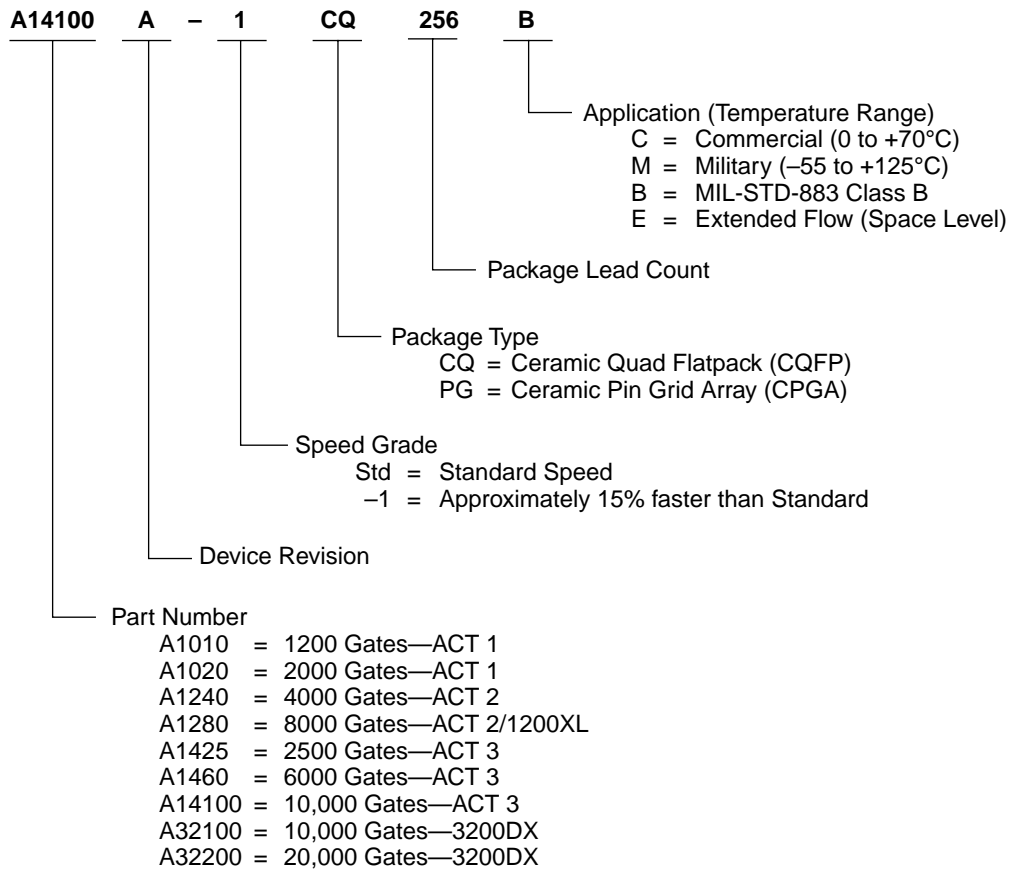 A14100 A – 1 CQ 256 B
Application (Temperature Range)
C = Commercial (0 to +70°C)
M = Military (–55 to +125°C)
B = MIL-STD-883 Class B
E = Extended Flow (Space Level)
Package Lead Count
Package Type
CQ = Ceramic Quad Flatpack (CQFP)
PG = Ceramic Pin Grid Array (CPGA)
Speed Grade
Std = Standard Speed
–1 = Approximately 15% faster than Standard
Device Revision
Part Number
A1010 = 1200 Gates—ACT 1
A1020 = 2000 Gates—ACT 1
A1240 = 4000 Gates—ACT 2
A1280 = 8000 Gates—ACT 2/1200XL
A1425 = 2500 Gates—ACT 3
A1460 = 6000 Gates—ACT 3
A14100 = 10,000 Gates—ACT 3
A32100 = 10,000 Gates—3200DX
A32200 = 20,000 Gates—3200DX